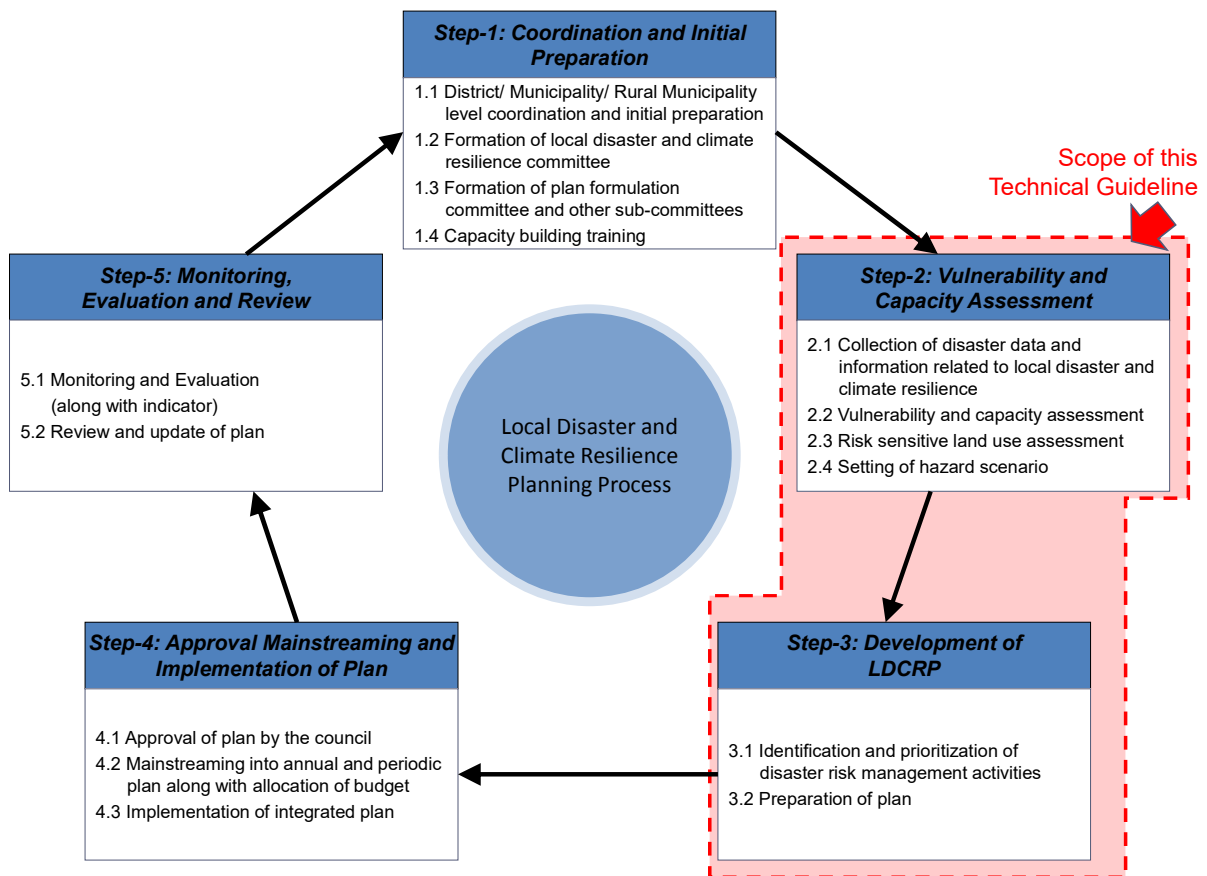 Step-1: Coordination and Initial
Preparation
1.1 District/ Municipality/ Rural Municipality
level coordination and initial preparation
1.2 Formation of local disaster and climate
resilience committee
1.3 Formation of plan formulation
committee and other sub-committees
1.4 Capacity building training
Scope of this
Technical Guideline
Step-2: Vulnerability and
Capacity Assessment
2.1 Collection of disaster data and
information related to local disaster and
climate resilience
2.2 Vulnerability and capacity assessment
2.3 Risk sensitive land use assessment
2.4 Setting of hazard scenario
Step-3: Development of
LDCRP
3.1 Identification and prioritization of
disaster risk management activities
3.2 Preparation of plan
Step-4: Approval Mainstreaming and
Implementation of Plan
4.1 Approval of plan by the council
4.2 Mainstreaming into annual and periodic
plan along with allocation of budget
4.3 Implementation of integrated plan
Step-5: Monitoring,
Evaluation and Review
5.1 Monitoring and Evaluation
(along with indicator)
5.2 Review and update of plan
Local Disaster and
Climate Resilience
Planning Process